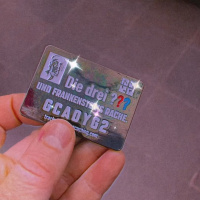 Die drei ???
UND FRANKENSTEINS RACHE
GCADYG2